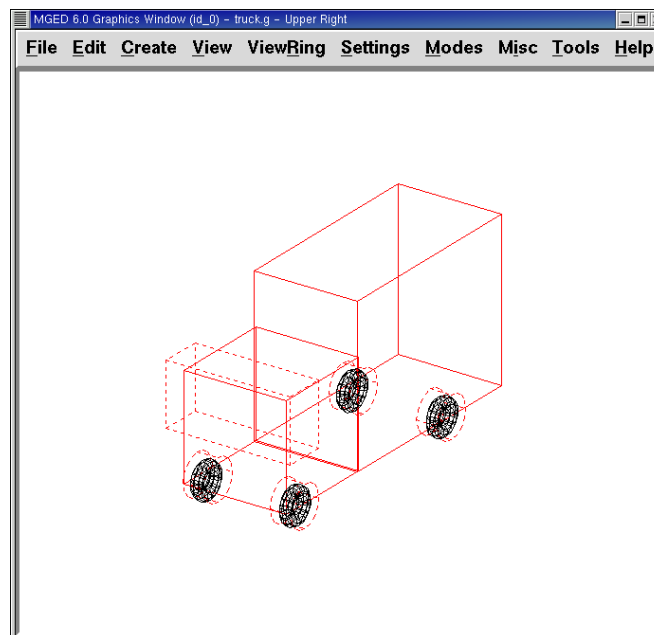 MGED 6.0 Graphics Window (id_0) - truck.g - Upper Right
File Edit Create View ViewRing Settings Modes Misc Tools Help